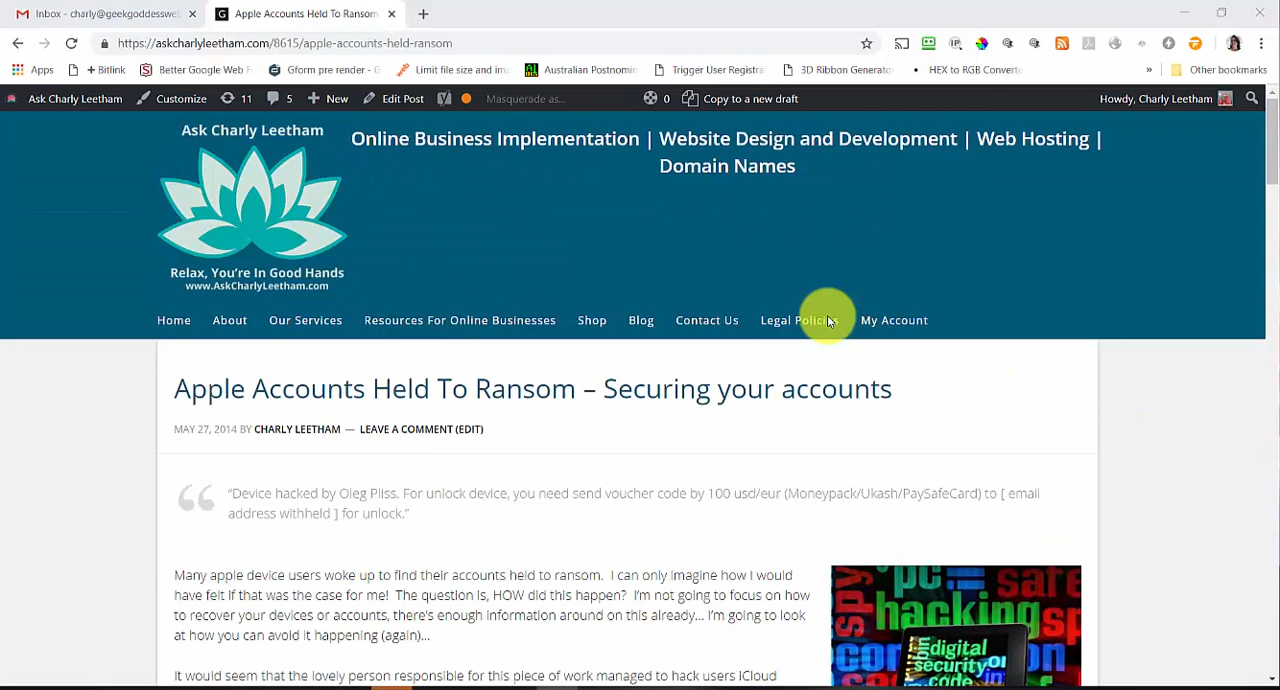 Inbox - charly@geekgoddesswe
Apple Accounts Held To Ransom
https://askcharlyleetham.com/8615/apple-accounts-held-ransom
Apps
+ Bitlink
Better Google Web F
Gform pre render - G
Limit file size and ima
Australian Postnomin
Trigger User Registra
3D Ribbon Generato
HEX to RGB Converte
»
Other bookmarks
Ask Charly Leetham
Customize
11
5
New
Edit Post
Masquerade as...
0
Copy to a new draft
Howdy, Charly Leetham
Ask Charly Leetham
Online Business Implementation | Website Design and Development | Web Hosting |
Domain Names
Relax, You're In Good Hands
www.AskCharlyLeetham.com
Home About Our Services Resources For Online Businesses Shop Blog Contact Us Legal Policies My Account
Apple Accounts Held To Ransom – Securing your accounts
MAY 27, 2014 BY CHARLY LEETHAM — LEAVE A COMMENT (EDIT)
“Device hacked by Oleg Pliss. For unlock device, you need send voucher code by 100 usd/eur (Moneypack/Ukash/PaySafeCard) to [ email
address withheld ] for unlock.”
Many apple device users woke up to find their accounts held to ransom. I can only imagine how I would
have felt if that was the case for me! The question is, HOW did this happen? I'm not going to focus on how
to recover your devices or accounts, there's enough information around on this already... I'm going to look
at how you can avoid it happening (again)...
It would seem that the lovely person responsible for this piece of work managed to hack users ICloud
spy
pc
safe
hacking
digital
security
code